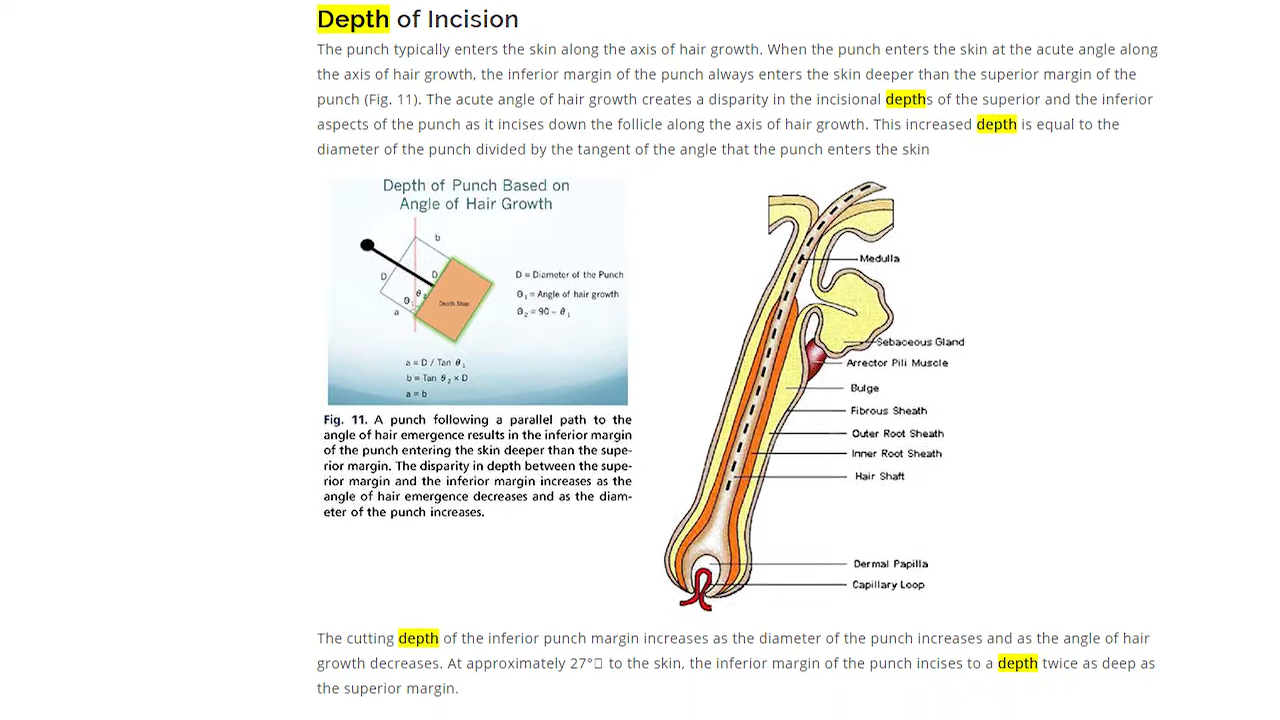 Depth of Incision
The punch typically enters the skin along the axis of hair growth. When the punch enters the skin at the acute angle along
the axis of hair growth, the inferior margin of the punch always enters the skin deeper than the superior margin of the
punch (Fig. 11). The acute angle of hair growth creates a disparity in the incisional depths of the superior and the inferior
aspects of the punch as it incises down the follicle along the axis of hair growth. This increased depth is equal to the
diameter of the punch divided by the tangent of the angle that the punch enters the skin
Depth of Punch Based on
Angle of Hair Growth
b
D
D
θ₂
θ₁
a
Depth Stop
D = Diameter of the Punch
θ₁ = Angle of hair growth
θ₂ = 90 - θ₁
a = D / Tan θ₁
b = Tan θ₂ x D
a = b
Fig. 11. A punch following a parallel path to the
angle of hair emergence results in the inferior margin
of the punch entering the skin deeper than the supe-
rior margin. The disparity in depth between the supe-
rior margin and the inferior margin increases as the
angle of hair emergence decreases and as the diam-
eter of the punch increases.
Medulla
Sebaceous Gland
Arrector Pili Muscle
Bulge
Fibrous Sheath
Outer Root Sheath
Inner Root Sheath
Hair Shaft
Dermal Papilla
Capillary Loop
The cutting depth of the inferior punch margin increases as the diameter of the punch increases and as the angle of hair
growth decreases. At approximately 27°▯ to the skin, the inferior margin of the punch incises to a depth twice as deep as
the superior margin.